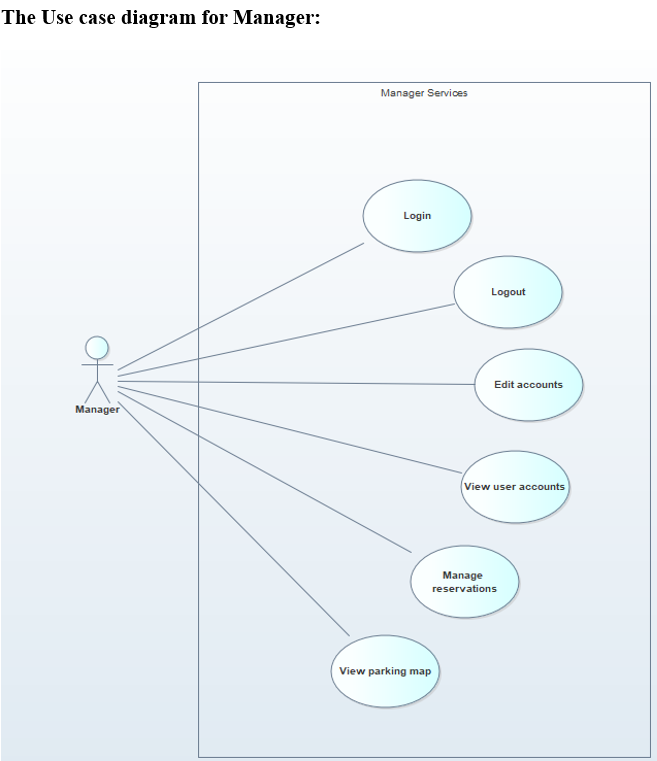 The Use case diagram for Manager:
Manager Services
Login
Logout
Edit accounts
Manager
View user accounts
Manage
reservations
View parking map